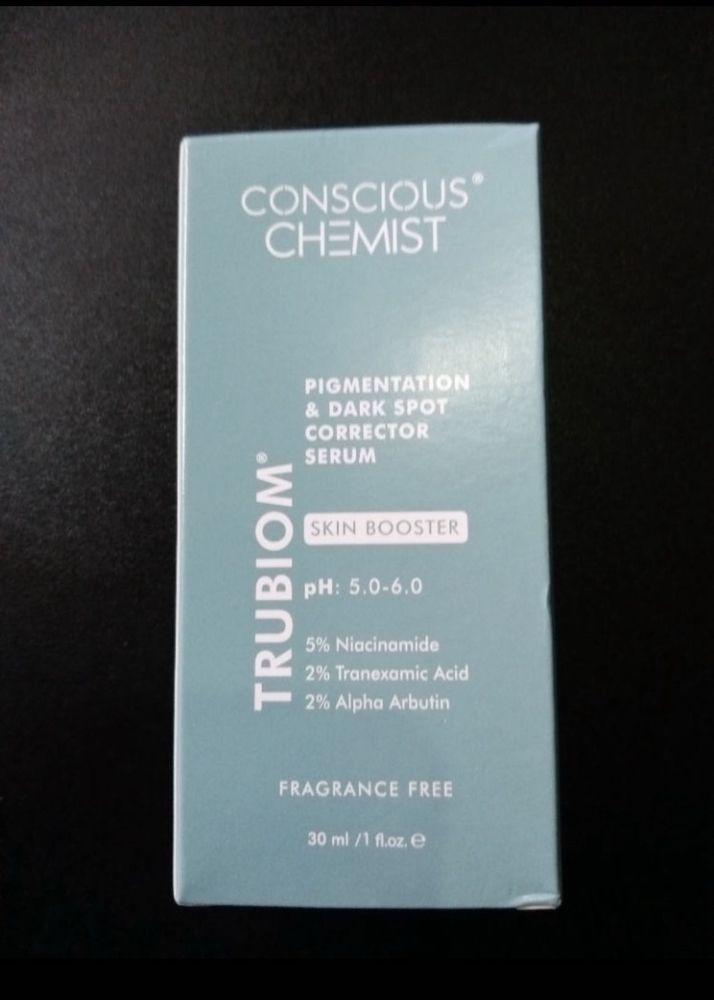 CONSCIOUS®
CHEMIST
PIGMENTATION
& DARK SPOT
CORRECTOR
SERUM
TRUBIOM®
SKIN BOOSTER
pH: 5.0-6.0
5% Niacinamide
2% Tranexamic Acid
2% Alpha Arbutin
FRAGRANCE FREE
30 ml /1 fl.oz. ℮